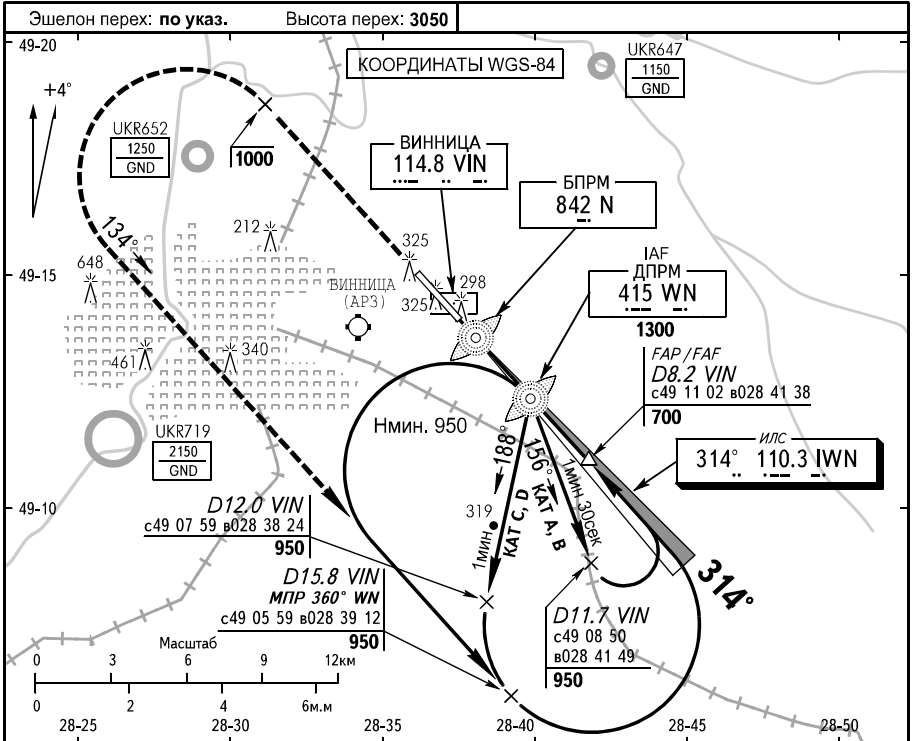 Эшелон перех: по указ.
Высота перех: 3050
49-20
КООРДИНАТЫ WGS-84
UKR647
1150
GND
+4°
UKR652
1250
GND
1000
ВИННИЦА
114.8 VIN
БПРМ
842 N
134°
212
325
IAF
ДПРМ
415 WN
1300
648
49-15
ВИННИЦА
(АРЗ)
298
325
461
340
FAP / FAF
D8.2 VIN
с49 11 02 в028 41 38
700
Нмин. 950
UKR719
2150
GND
188°
156°
1мин 30сек
КАТ C, D
КАТ A, B
ИЛС
314° 110.3 IWN
49-10
D12.0 VIN
с49 07 59 в028 38 24
950
319
1мин
314°
D15.8 VIN
МПР 360° WN
с49 05 59 в028 39 12
950
D11.7 VIN
с49 08 50
в028 41 49
950
Масштаб
0 3 6 9 12км
0 2 4 6м.м
28-25 28-30 28-35 28-40 28-45 28-50